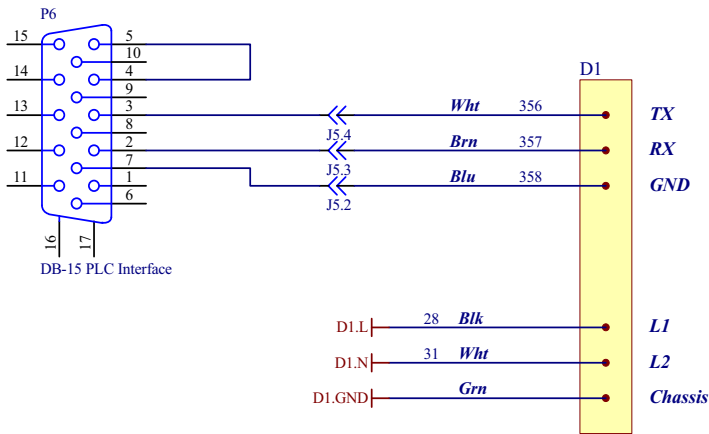 P6
15
5
10
14
4
9
13
3
8
12
2
7
11
1
6
16
17
DB-15 PLC Interface
J5.4
J5.3
J5.2
Wht 356
Brn 357
Blu 358
D1
TX
RX
GND
D1.L 28 Blk L1
D1.N 31 Wht L2
D1.GND Grn Chassis